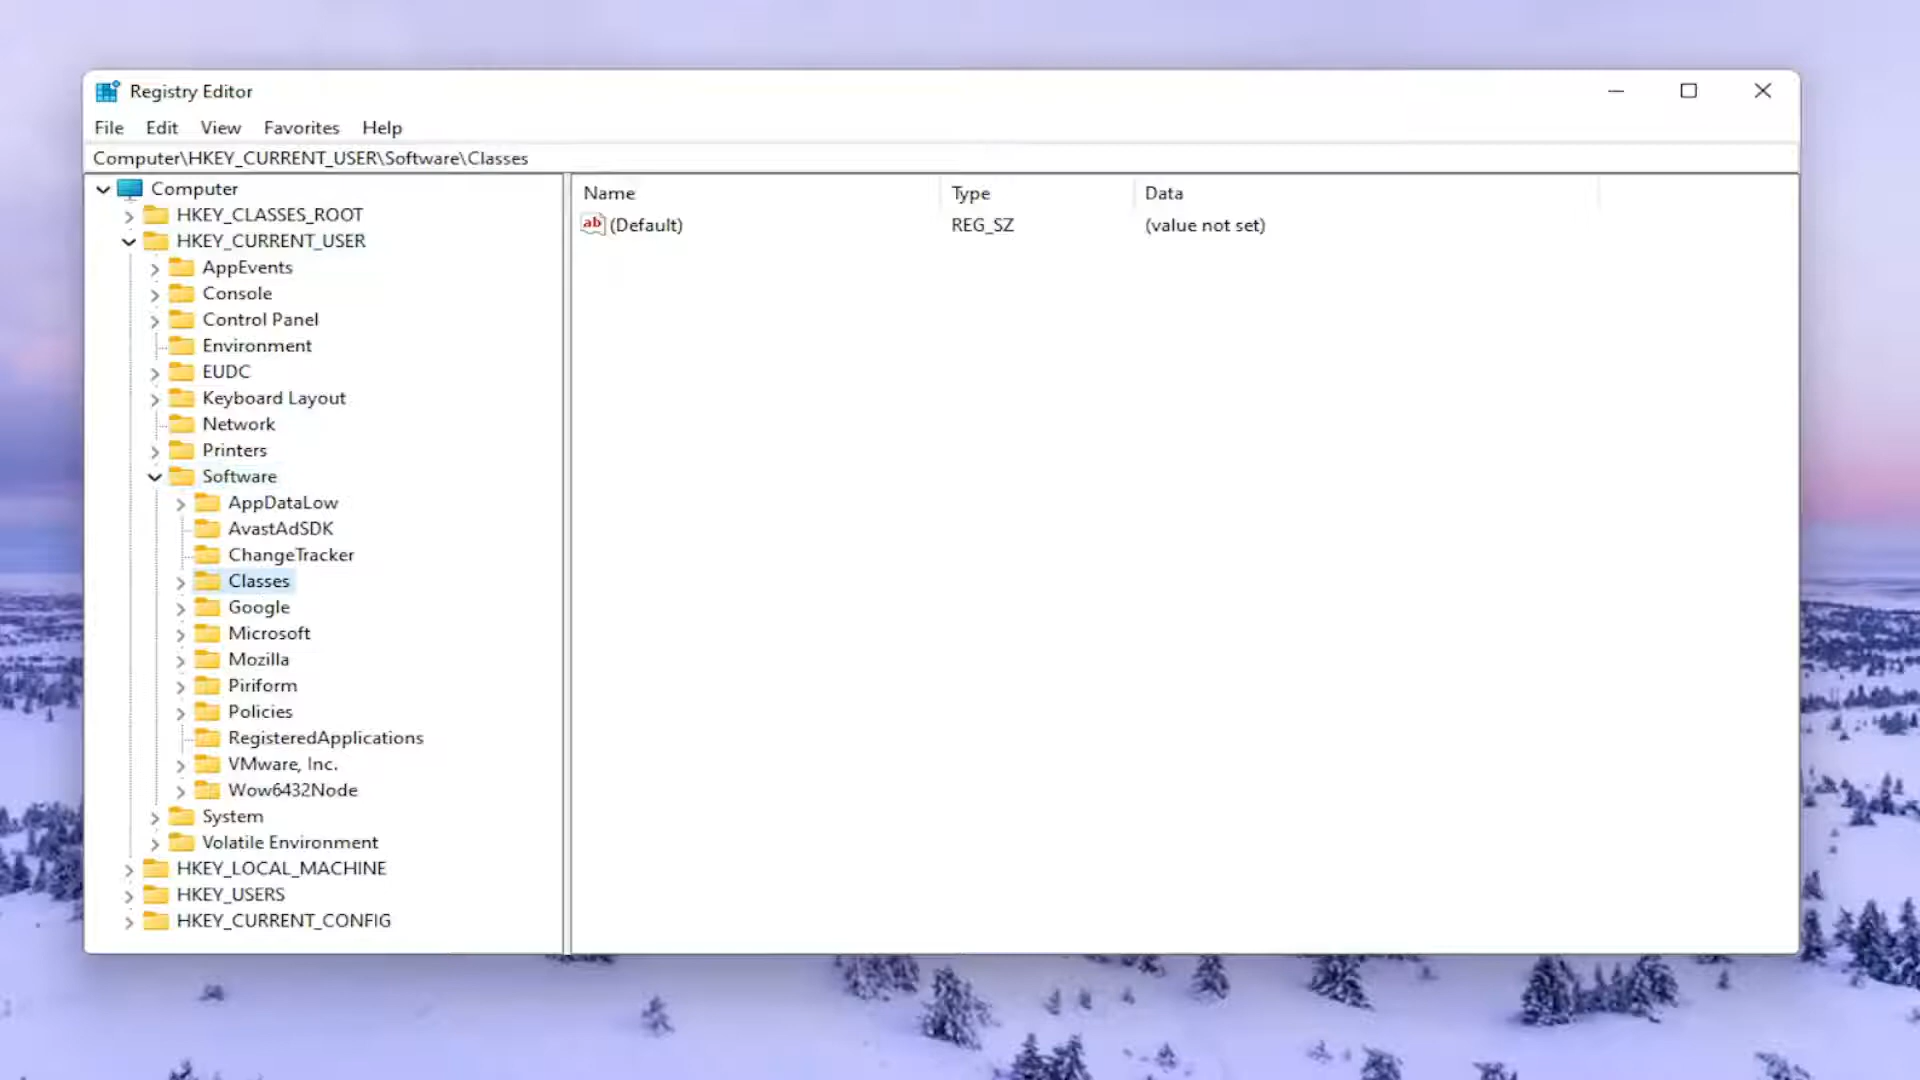 Registry Editor
File Edit View Favorites Help
Computer\HKEY_CURRENT_USER\Software\Classes
Computer
HKEY_CLASSES_ROOT
HKEY_CURRENT_USER
AppEvents
Console
Control Panel
Environment
EUDC
Keyboard Layout
Network
Printers
Software
AppDataLow
AvastAdSDK
ChangeTracker
Classes
Google
Microsoft
Mozilla
Piriform
Policies
RegisteredApplications
VMware, Inc.
Wow6432Node
System
Volatile Environment
HKEY_LOCAL_MACHINE
HKEY_USERS
HKEY_CURRENT_CONFIG
Name Type Data
ab (Default) REG_SZ (value not set)